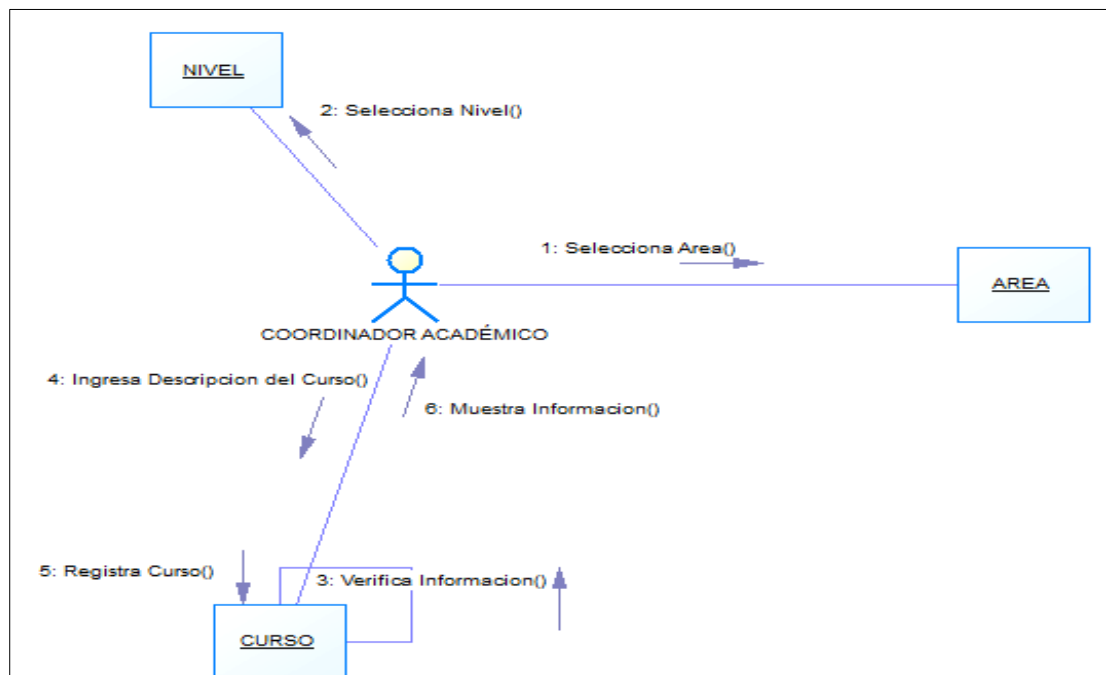 NIVEL
2: Selecciona Nivel()
1: Selecciona Area()
AREA
COORDINADOR ACADÉMICO
4: Ingresa Descripcion del Curso()
6: Muestra Informacion()
5: Registra Curso()
3: Verifica Informacion()
CURSO